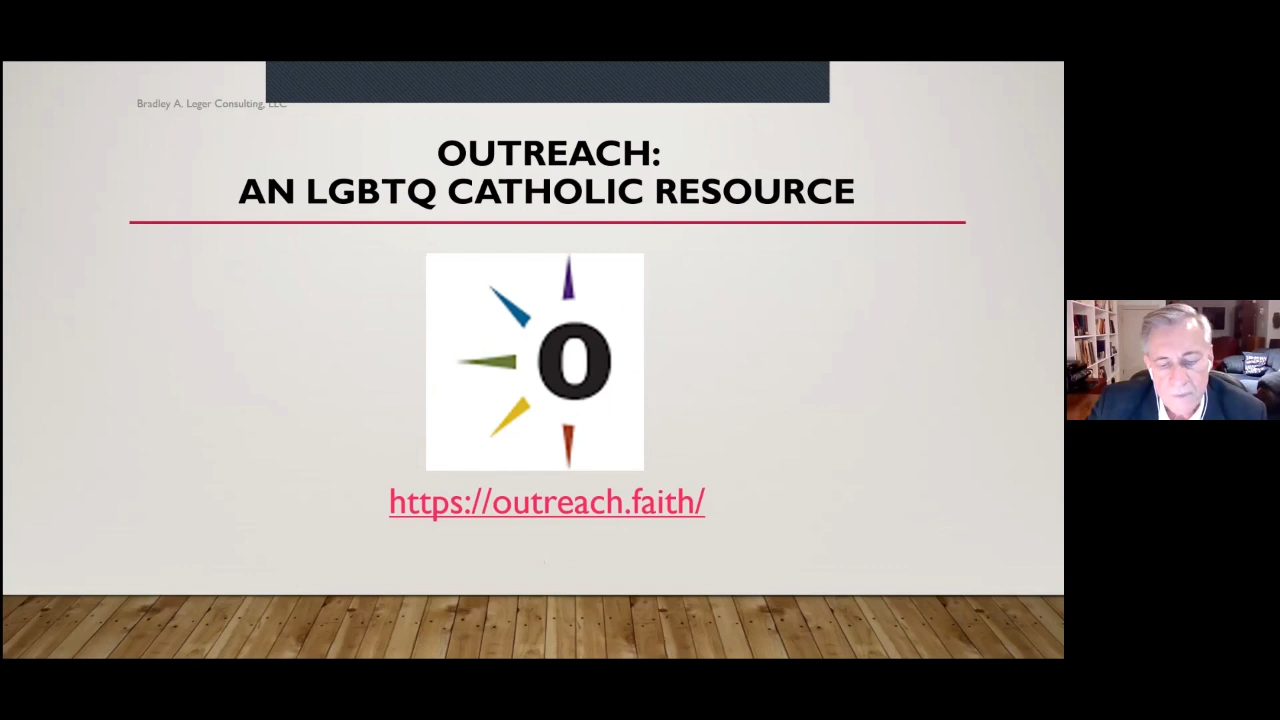 Bradley A. Leger Consulting, LLC
OUTREACH:
AN LGBTQ CATHOLIC RESOURCE
O
https://outreach.faith/